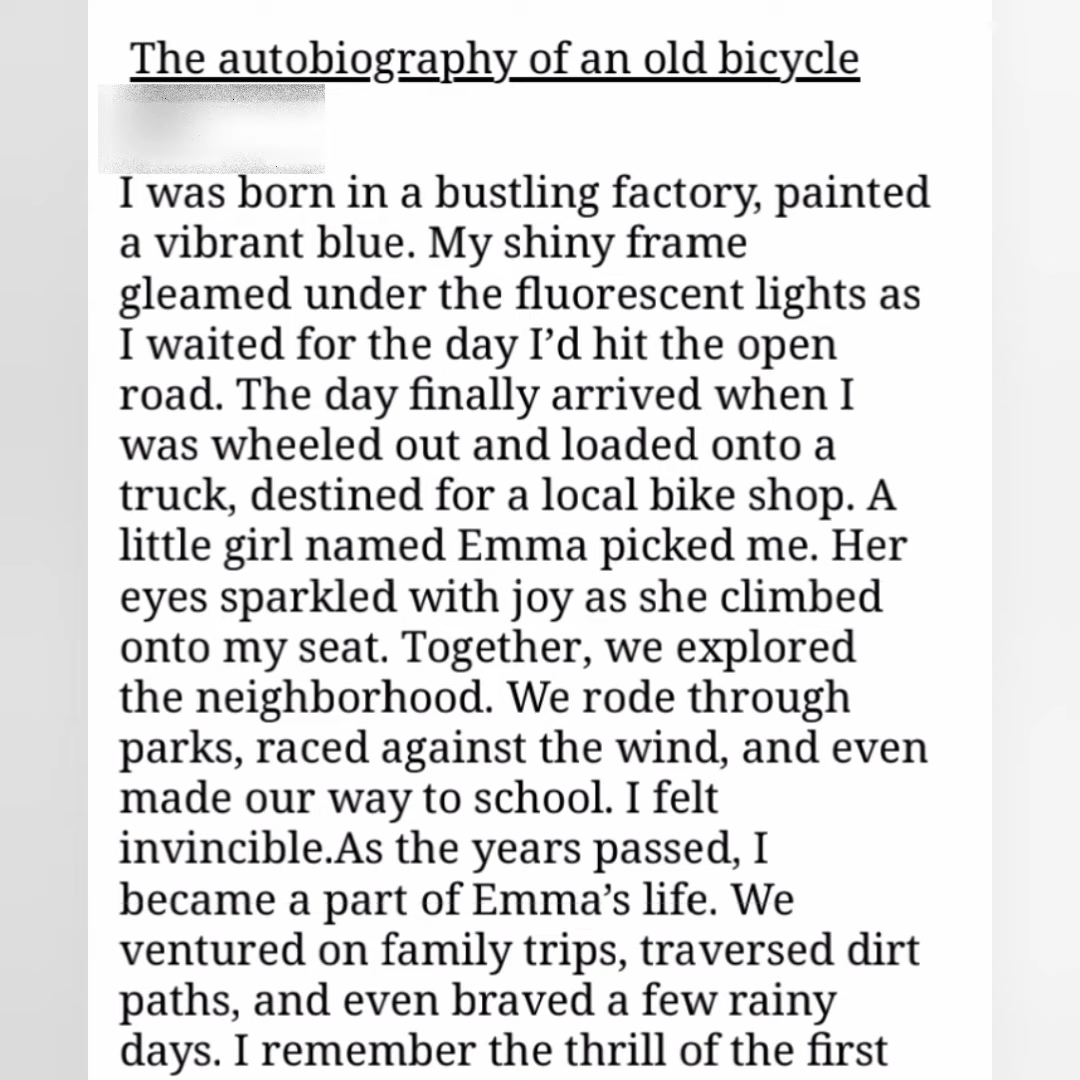 The autobiography of an old bicycle
I was born in a bustling factory, painted
a vibrant blue. My shiny frame
gleamed under the fluorescent lights as
I waited for the day I’d hit the open
road. The day finally arrived when I
was wheeled out and loaded onto a
truck, destined for a local bike shop. A
little girl named Emma picked me. Her
eyes sparkled with joy as she climbed
onto my seat. Together, we explored
the neighborhood. We rode through
parks, raced against the wind, and even
made our way to school. I felt
invincible.As the years passed, I
became a part of Emma’s life. We
ventured on family trips, traversed dirt
paths, and even braved a few rainy
days. I remember the thrill of the first